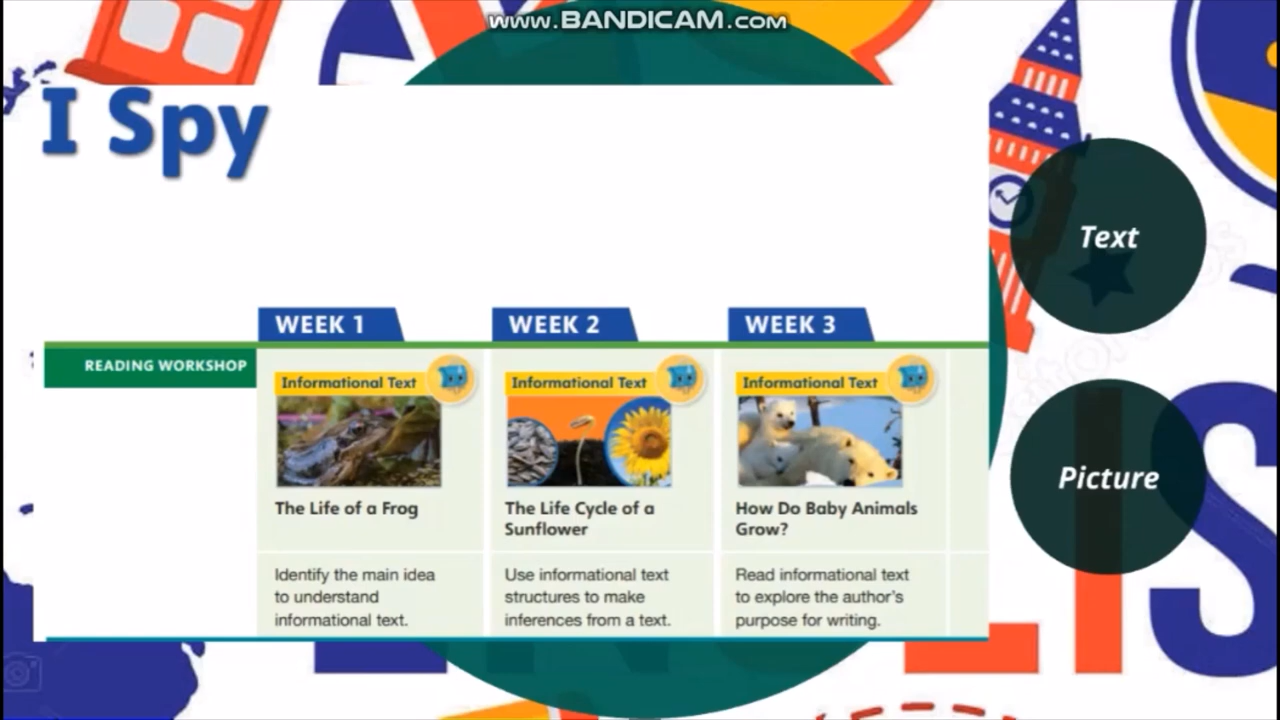 www.BANDICAM.com
I Spy
Text
Picture
WEEK 1
WEEK 2
WEEK 3
READING WORKSHOP
Informational Text
Informational Text
Informational Text
The Life of a Frog
The Life Cycle of a
Sunflower
How Do Baby Animals
Grow?
Identify the main idea
to understand
informational text.
Use informational text
structures to make
inferences from a text.
Read informational text
to explore the author's
purpose for writing.